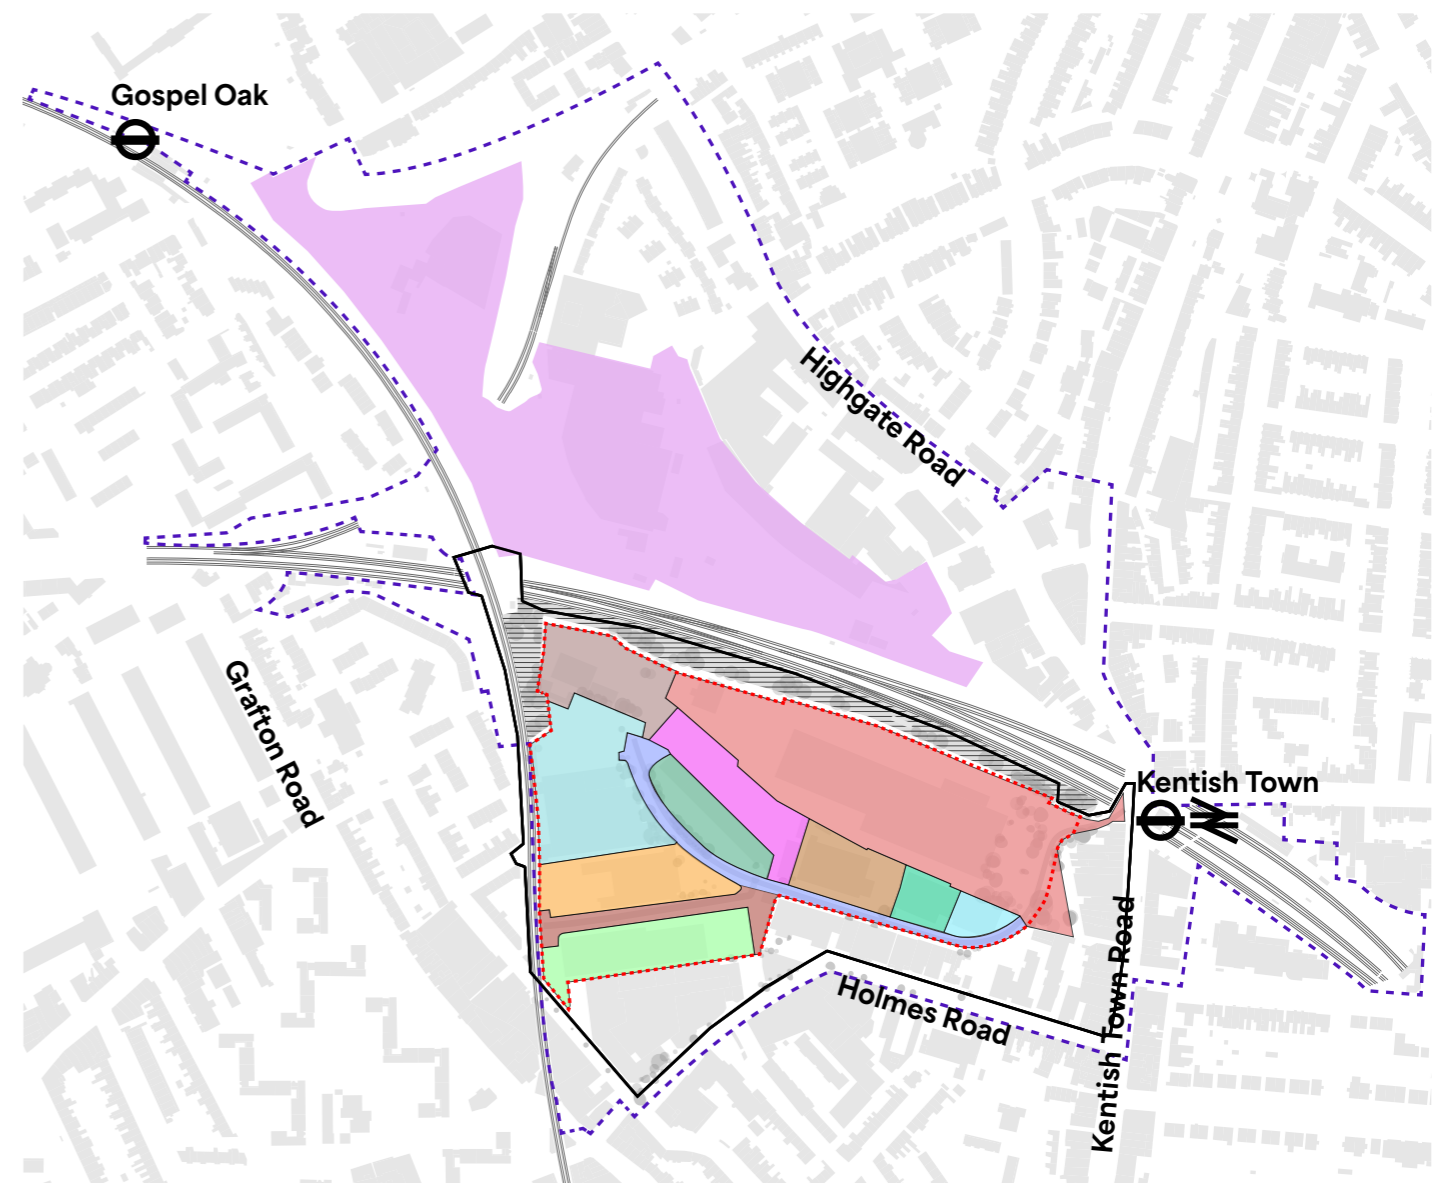 Gospel Oak
Highgate Road
Grafton Road
Kentish Town
Kentish Town Road
Holmes Road